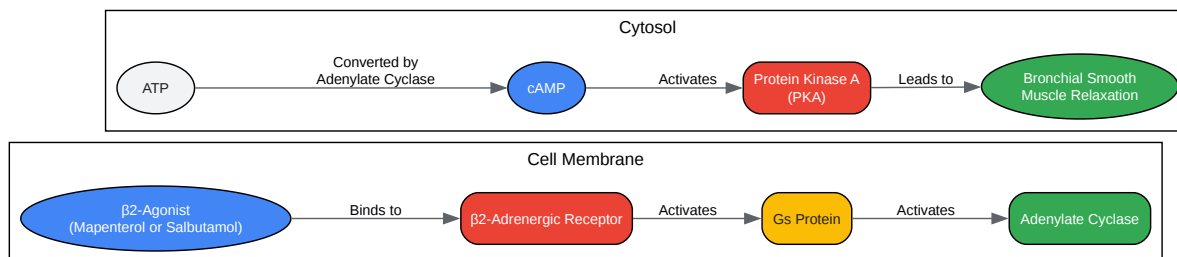 Cytosol
ATP
Converted by
Adenylate Cyclase
cAMP
Activates
Protein Kinase A
(PKA)
Leads to
Bronchial Smooth
Muscle Relaxation
Cell Membrane
β2-Agonist
(Mapenterol or Salbutamol)
Binds to
β2-Adrenergic Receptor
Activates
Gs Protein
Activates
Adenylate Cyclase